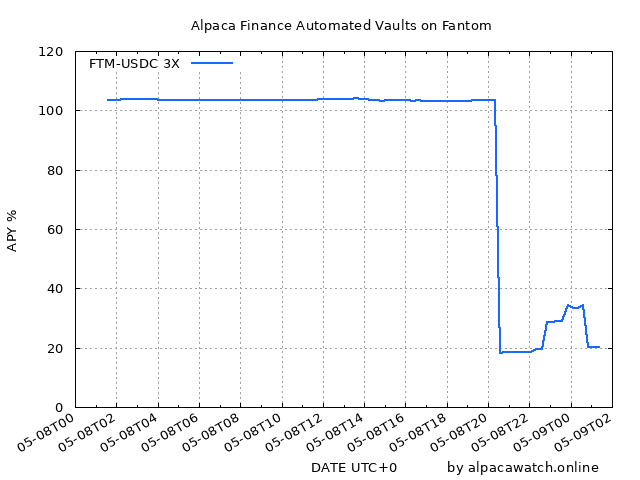 Alpaca Finance Automated Vaults on Fantom
FTM-USDC 3X
120
100
80
60
40
20
0
APY %
05-08T00
05-08T02
05-08T04
05-08T06
05-08T08
05-08T10
05-08T12
05-08T14
05-08T16
05-08T18
05-08T20
05-08T22
05-09T00
05-09T02
DATE UTC+0
by alpacawatch.online